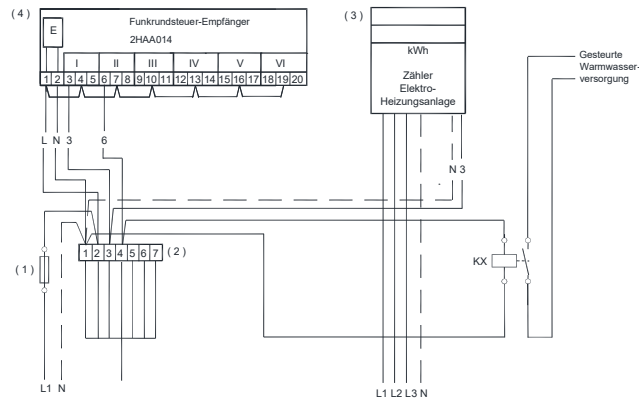 ( 4 )
E
Funkrundsteuer-Empfänger
2HAA014
I II III IV V VI
1 2 3 4 5 6 7 8 9 10 11 12 13 14 15 16 17 18 19 20
( 3 )
kWh
Zähler
Elektro-
Heizungsanlage
Gesteurte
Warmwasser-
versorgung
L N 3 6
N 3
1 2 3 4 5 6 7
( 2 )
( 1 )
KX
L1 N
L1 L2 L3 N